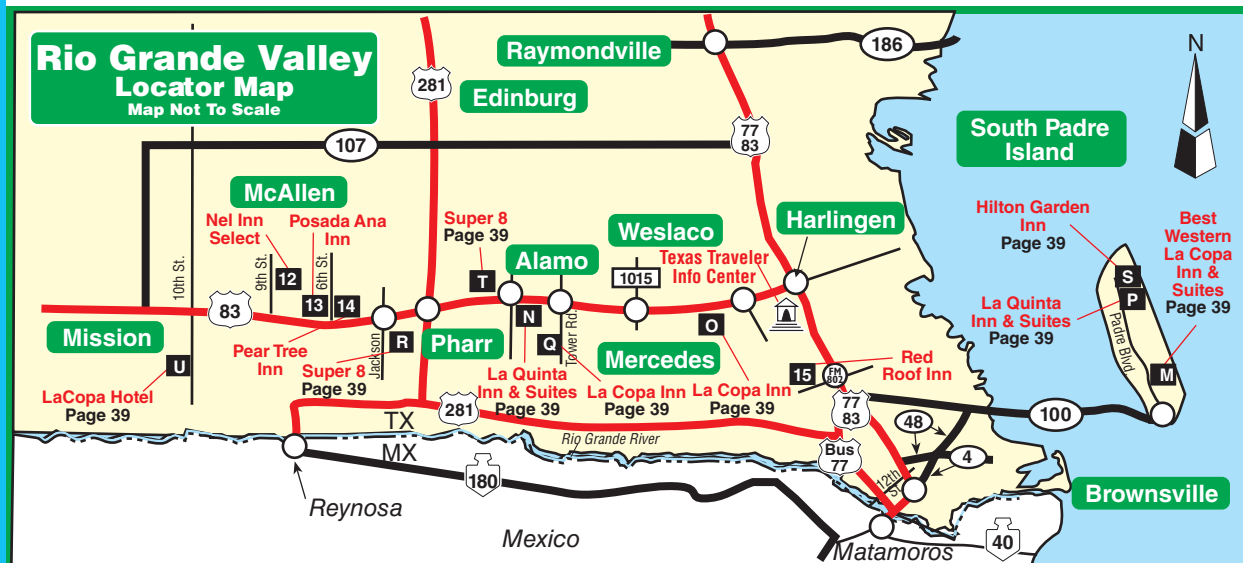 Rio Grande Valley
Locator Map
Map Not To Scale
Raymondville
186
N
281
Edinburg
77
83
South Padre
Island
107
McAllen
Nel Inn
Select
Posada Ana
Inn
Super 8
Page 39
Weslaco
Harlingen
Hilton Garden
Inn
Page 39
Best
Western
La Copa
Inn &
Suites
Page 39
10th St.
9th St.
12
6th St.
13
14
T
Alamo
1015
Texas Traveler
Info Center
S
P
La Quinta
Inn & Suites
Page 39
Padre Blvd
M
83
Mission
U
Pear Tree
Inn
Jackson
R
Pharr
N
Q
Tower Rd.
Mercedes
O
15
FM
802
Red
Roof Inn
LaCopa Hotel
Page 39
Super 8
Page 39
La Quinta
Inn & Suites
Page 39
La Copa Inn
Page 39
La Copa Inn
Page 39
281
TX
MX
Rio Grande River
77
83
Bus
77
100
48
4
12th
St
180
Reynosa
Mexico
Matamoros
40
Brownsville